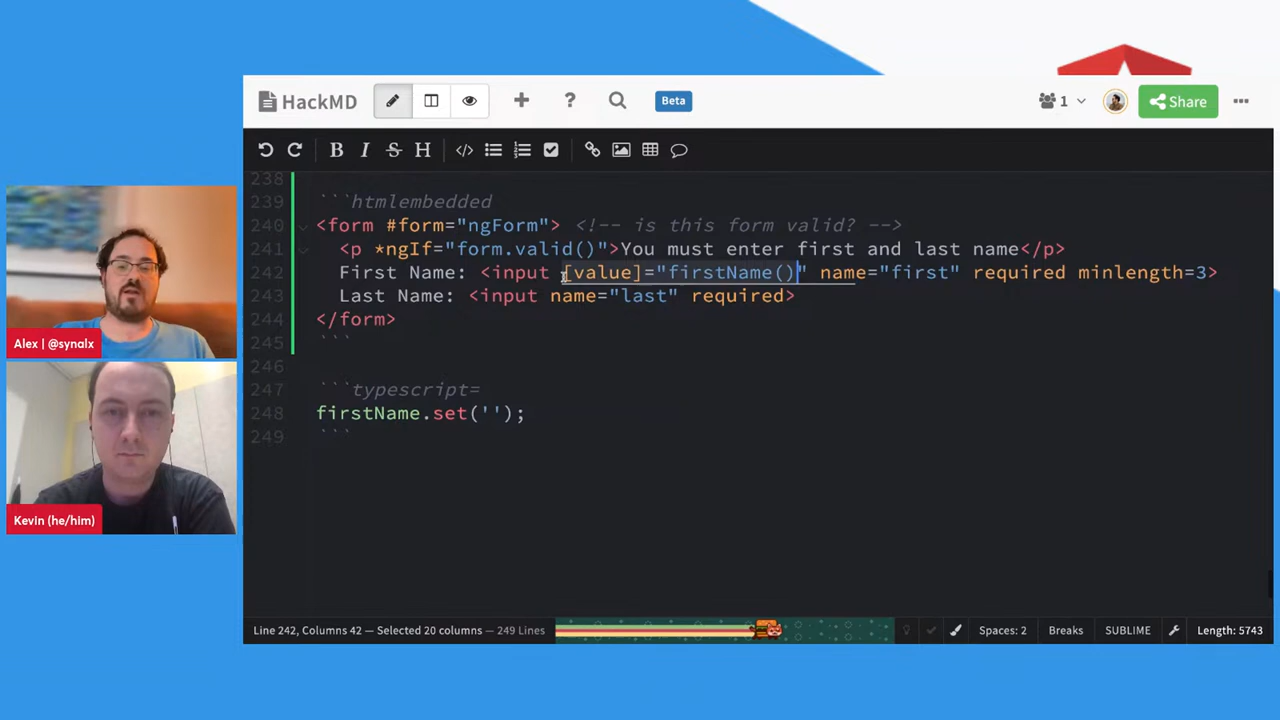 HackMD
Beta
1
Share
238
239 ```htmlembedded
240 <form #form="ngForm"> <!-- is this form valid? -->
241 <p *ngIf="form.valid()">You must enter first and last name</p>
242 First Name: <input [value]="firstName()" name="first" required minlength=3>
243 Last Name: <input name="last" required>
244 </form>
245 ```
246
247 ```typescript=
248 firstName.set('');
249 ```
Alex | @synalx
Kevin (he/him)
Line 242, Columns 42 — Selected 20 columns — 249 Lines
Spaces: 2
Breaks
SUBLIME
Length: 5743